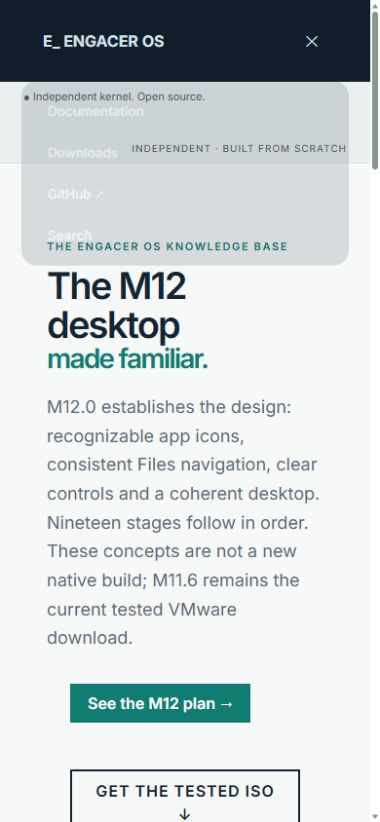 E_ ENGACER OS
● Independent kernel. Open source.
Documentation
Downloads
INDEPENDENT · BUILT FROM SCRATCH
GitHub ↗
Search
THE ENGACER OS KNOWLEDGE BASE
The M12
desktop
made familiar.
M12.0 establishes the design:
recognizable app icons,
consistent Files navigation, clear
controls and a coherent desktop.
Nineteen stages follow in order.
These concepts are not a new
native build; M11.6 remains the
current tested VMware
download.
See the M12 plan →
GET THE TESTED ISO
↓